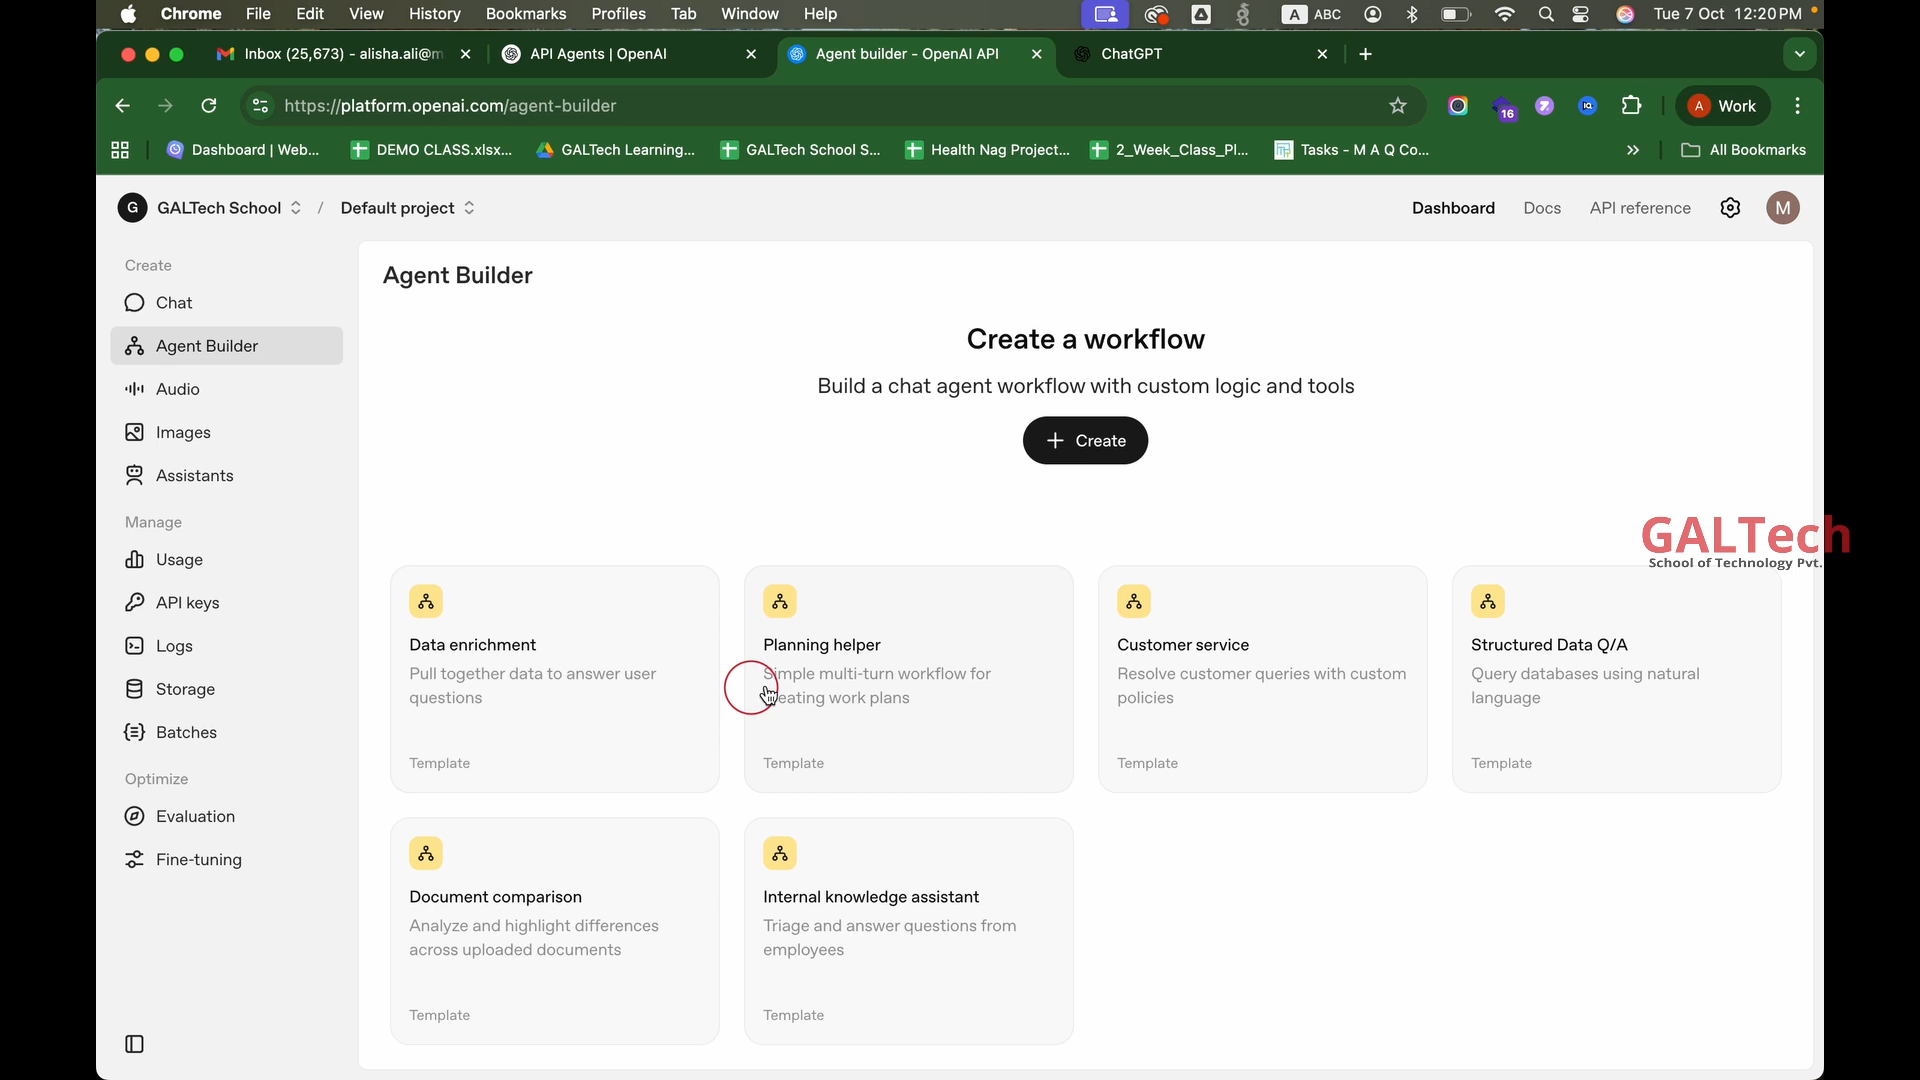 Chrome File Edit View History Bookmarks Profiles Tab Window Help A ABC Tue 7 Oct 12:20 PM
Inbox (25,673) - alisha.ali@m API Agents | OpenAI Agent builder - OpenAI API ChatGPT
https://platform.openai.com/agent-builder 16 A Work
Dashboard | Web... DEMO CLASS.xlsx... GALTech Learning... GALTech School S... Health Nag Project... 2_Week_Class_Pl... Tasks - M A Q Co... All Bookmarks
G GALTech School / Default project Dashboard Docs API reference M
Create
Chat
Agent Builder
Audio
Images
Assistants
Manage
Usage
API keys
Logs
Storage
Batches
Optimize
Evaluation
Fine-tuning
Agent Builder
Create a workflow
Build a chat agent workflow with custom logic and tools
+ Create
GALTech
School of Technology Pvt.
Data enrichment
Pull together data to answer user
questions
Template
Planning helper
Simple multi-turn workflow for
creating work plans
Template
Customer service
Resolve customer queries with custom
policies
Template
Structured Data Q/A
Query databases using natural
language
Template
Document comparison
Analyze and highlight differences
across uploaded documents
Template
Internal knowledge assistant
Triage and answer questions from
employees
Template